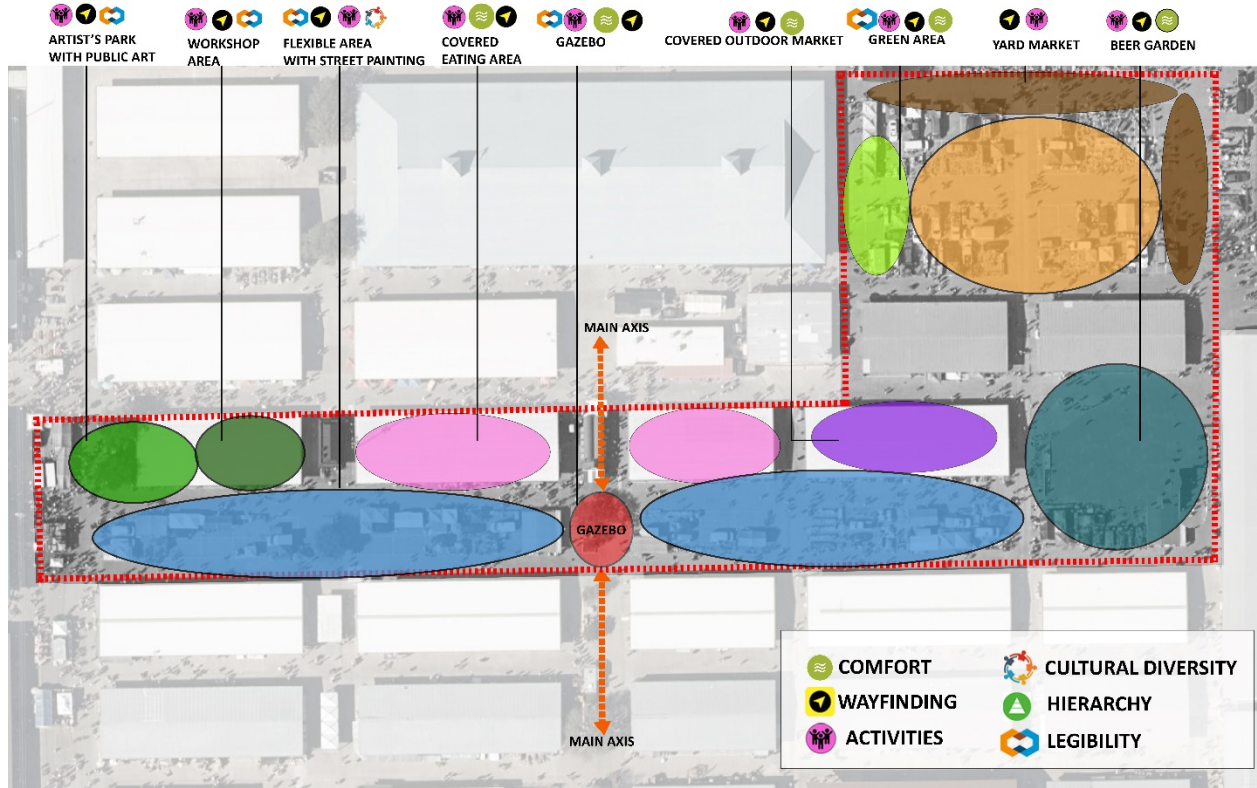 ARTIST'S PARK
WITH PUBLIC ART
WORKSHOP
AREA
FLEXIBLE AREA
WITH STREET PAINTING
COVERED
EATING AREA
GAZEBO
COVERED OUTDOOR MARKET
GREEN AREA
YARD MARKET
BEER GARDEN
MAIN AXIS
GAZEBO
MAIN AXIS
COMFORT
WAYFINDING
ACTIVITIES
CULTURAL DIVERSITY
HIERARCHY
LEGIBILITY